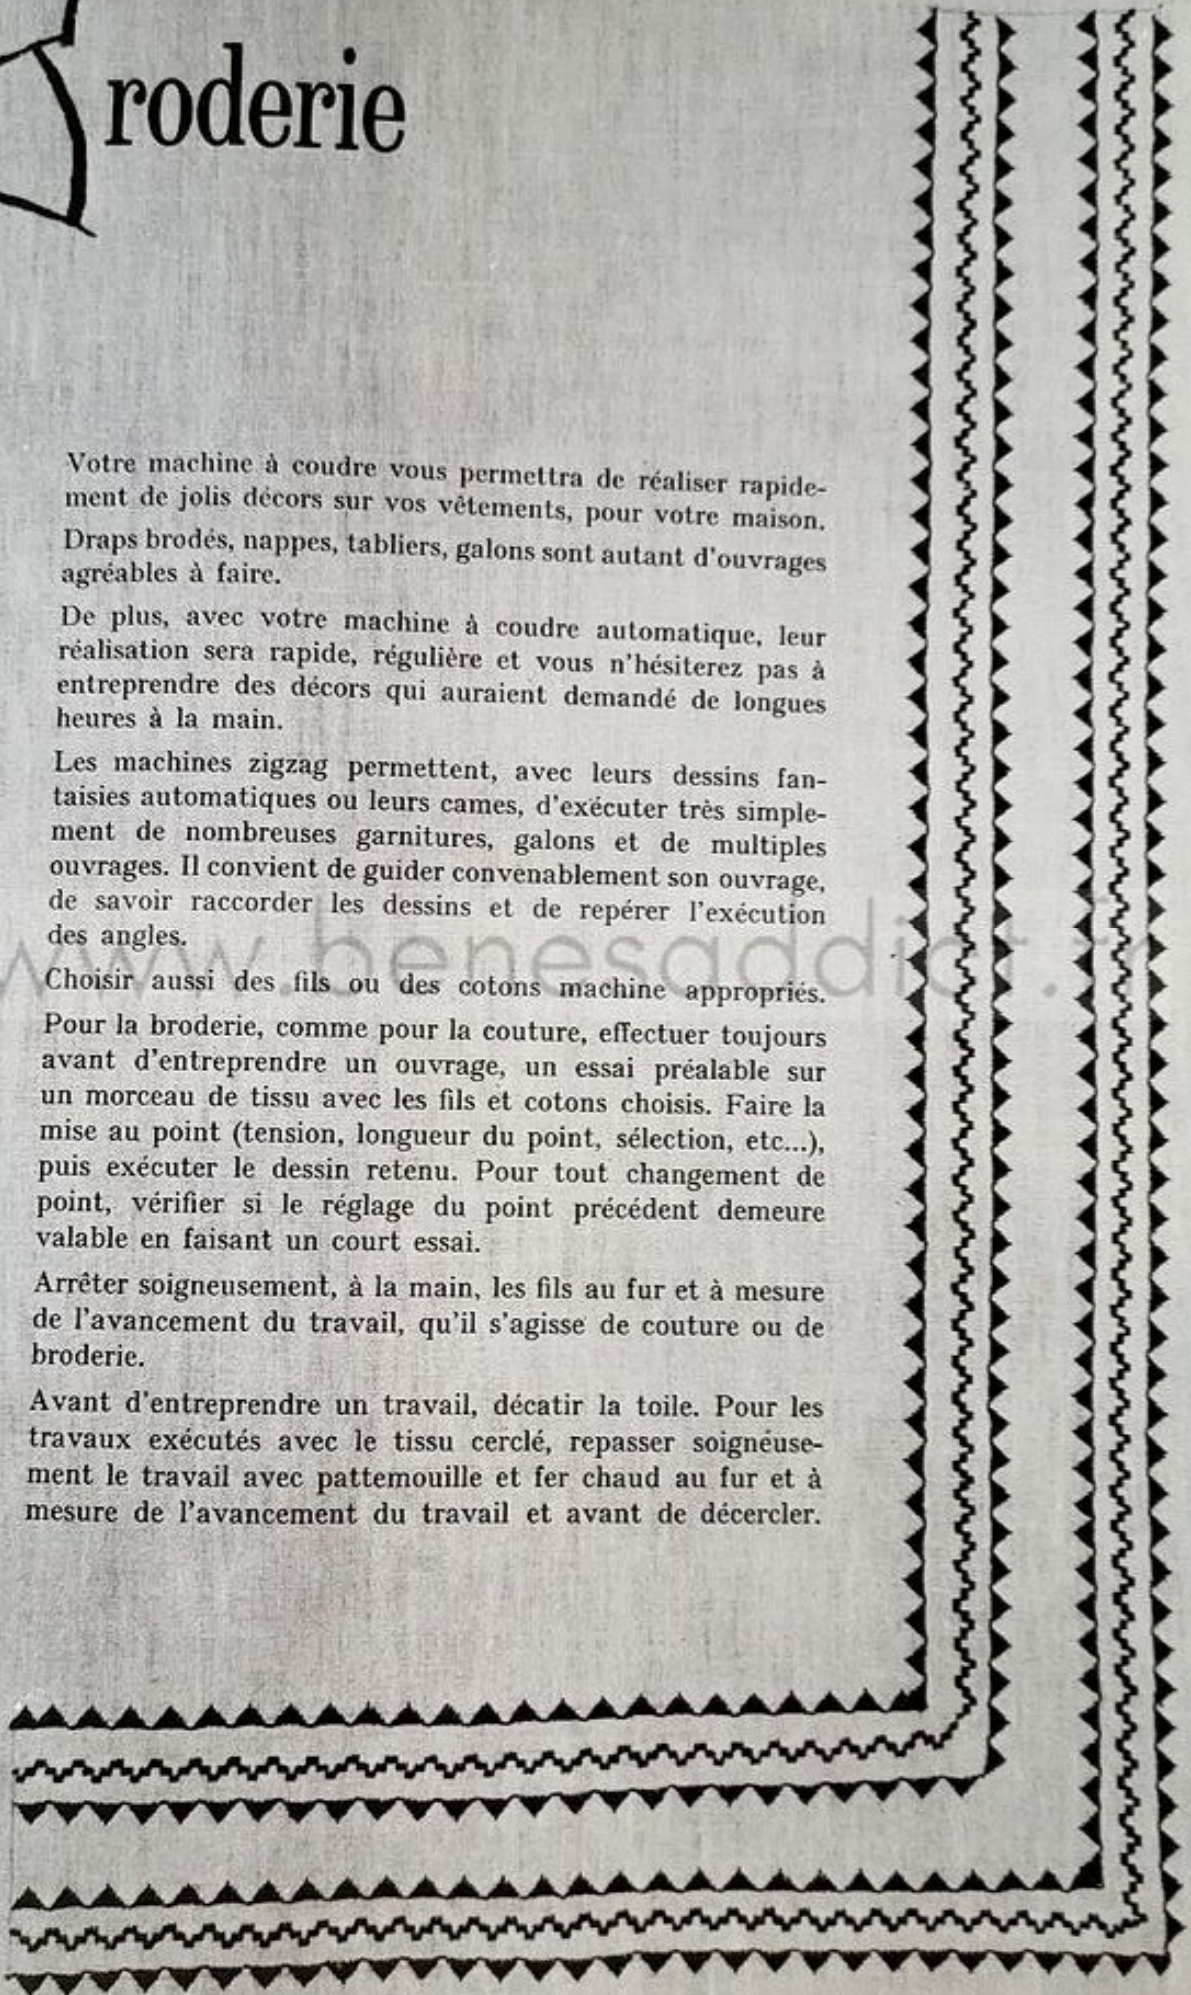 Broderie
Votre machine à coudre vous permettra de réaliser rapide-
ment de jolis décors sur vos vêtements, pour votre maison.
Draps brodés, nappes, tabliers, galons sont autant d'ouvrages
agréables à faire.
De plus, avec votre machine à coudre automatique, leur
réalisation sera rapide, régulière et vous n'hésiterez pas à
entreprendre des décors qui auraient demandé de longues
heures à la main.
Les machines zigzag permettent, avec leurs dessins fan-
taisies automatiques ou leurs cames, d'exécuter très simple-
ment de nombreuses garnitures, galons et de multiples
ouvrages. Il convient de guider convenablement son ouvrage,
de savoir raccorder les dessins et de repérer l'exécution
des angles.
www.benesaddict.fr
Choisir aussi des fils ou des cotons machine appropriés.
Pour la broderie, comme pour la couture, effectuer toujours
avant d'entreprendre un ouvrage, un essai préalable sur
un morceau de tissu avec les fils et cotons choisis. Faire la
mise au point (tension, longueur du point, sélection, etc...),
puis exécuter le dessin retenu. Pour tout changement de
point, vérifier si le réglage du point précédent demeure
valable en faisant un court essai.
Arrêter soigneusement, à la main, les fils au fur et à mesure
de l'avancement du travail, qu'il s'agisse de couture ou de
broderie.
Avant d'entreprendre un travail, décatir la toile. Pour les
travaux exécutés avec le tissu cerclé, repasser soigneuse-
ment le travail avec pattemouille et fer chaud au fur et à
mesure de l'avancement du travail et avant de décercler.